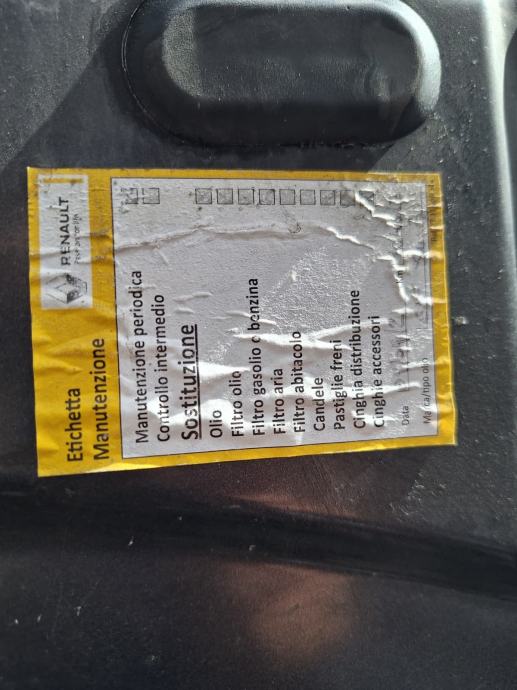 Etichetta
Manutenzione
RENAULT
Manutenzione periodica
Controllo intermedio
Sostituzione
Olio
Filtro olio
Filtro gasolio o benzina
Filtro aria
Filtro abitacolo
Candele
Pastiglie freni
Cinghia distribuzione
Cinghie accessori
Data
km
Marca/tipo olio